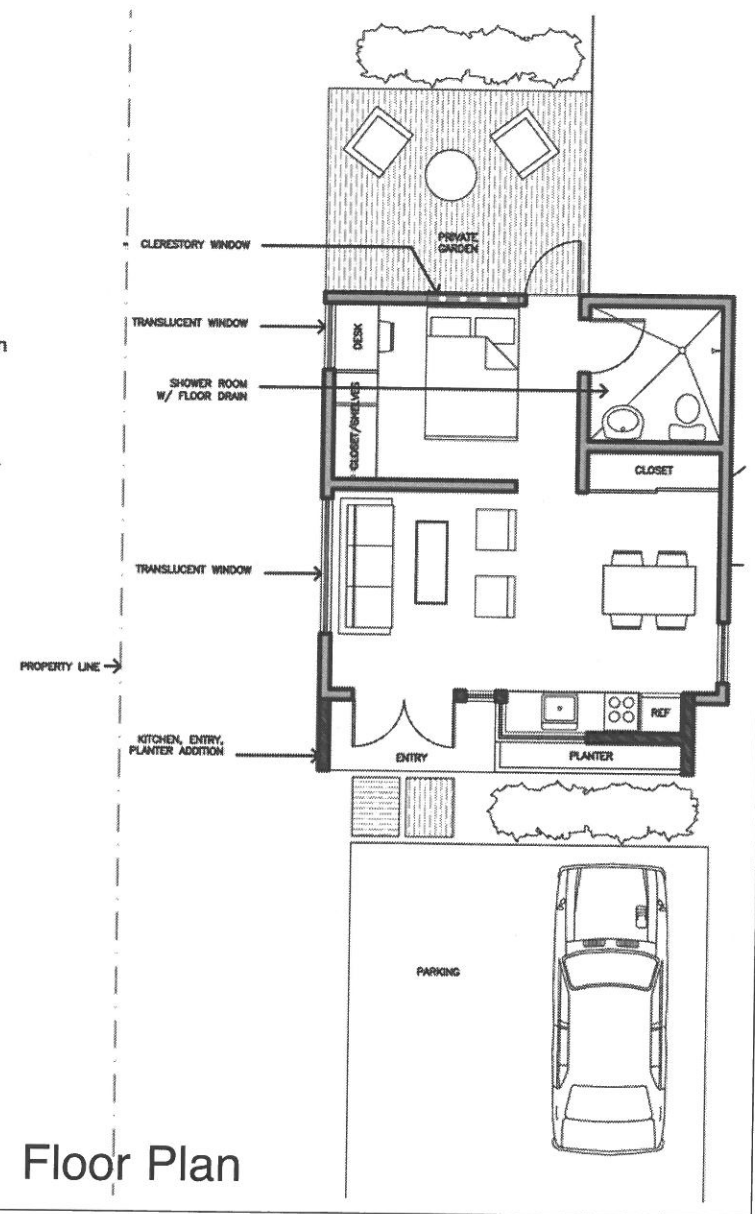 PRIVATE
GARDEN
CLERESTORY WINDOW
TRANSLUCENT WINDOW
DESK
n
SHOWER ROOM
W/ FLOOR DRAIN
CLOSET/SHELVES
CLOSET
TRANSLUCENT WINDOW
PROPERTY LINE
REF
KITCHEN, ENTRY,
PLANTER ADDITION
ENTRY
PLANTER
PARKING
Floor Plan